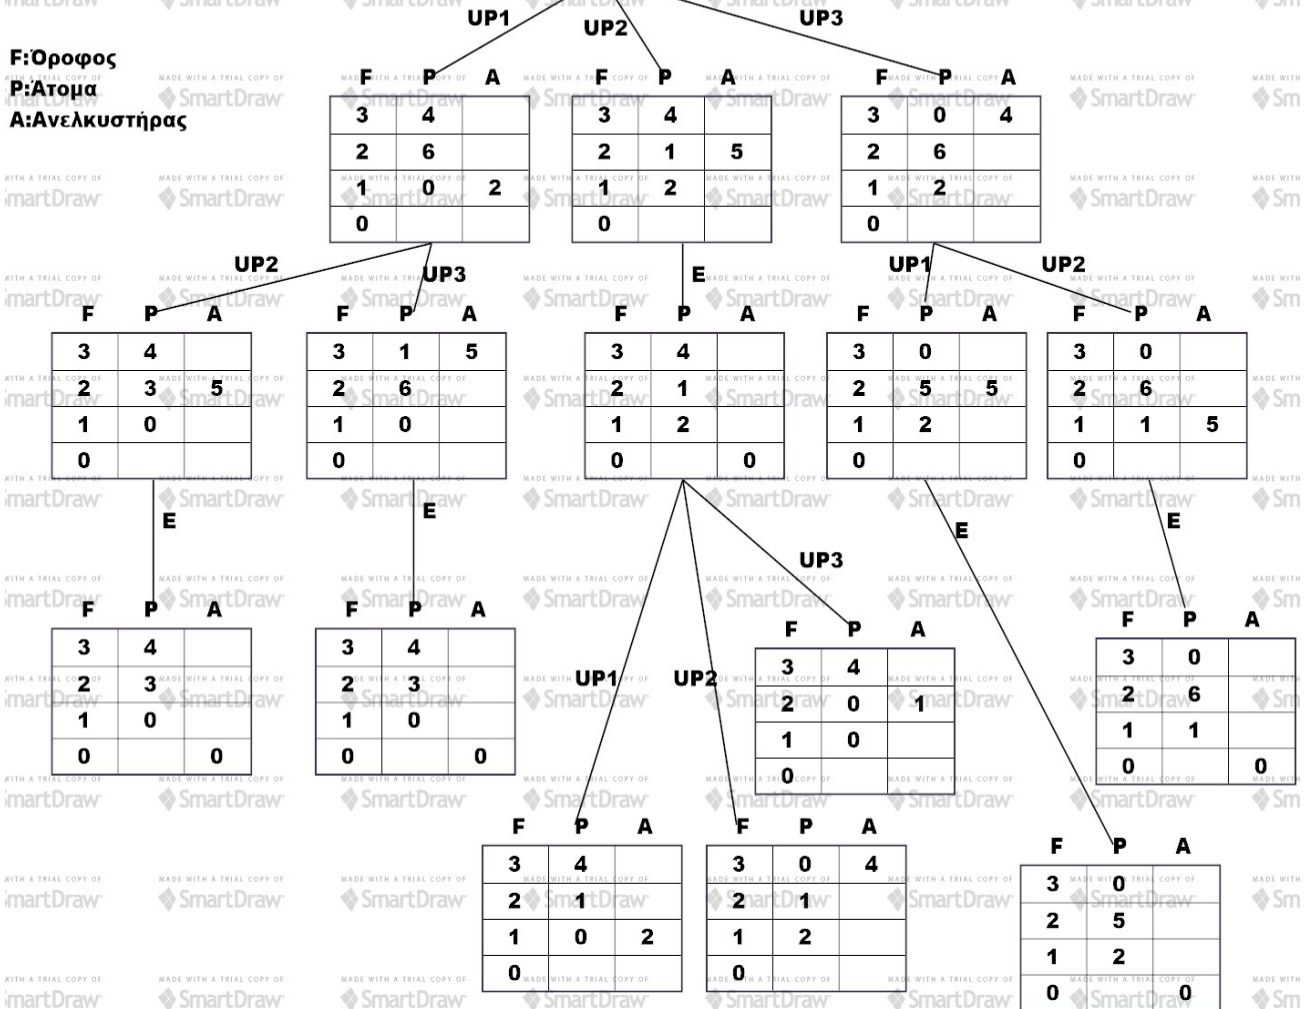 UP1 UP2 UP3
F:Όροφος
P:Άτομα
A:Ανελκυστήρας
F P A F P A F P A
3 4 3 4 3 0 4
2 6 2 1 5 2 6
1 0 2 1 2 1 2
0 0 0
UP2 UP3 E UP1 UP2
F P A F P A F P A F P A F P A
3 4 3 1 5 3 4 3 0 3 0
2 3 5 2 6 2 1 2 5 5 2 6
1 0 1 0 1 2 1 2 1 1 5
0 0 0 0 0 0
E E E E
UP3
F P A F P A F P A F P A
3 4 3 4 3 4 3 0
2 3 2 3 2 0 1 2 6
1 0 1 0 1 0 1 1
0 0 0 0 0 0 0
UP1 UP2
F P A F P A F P A
3 4 3 0 4 3 0
2 1 2 1 2 5
1 0 2 1 2 1 2
0 0 0 0
MADE WITH A TRIAL COPY OF
SmartDraw